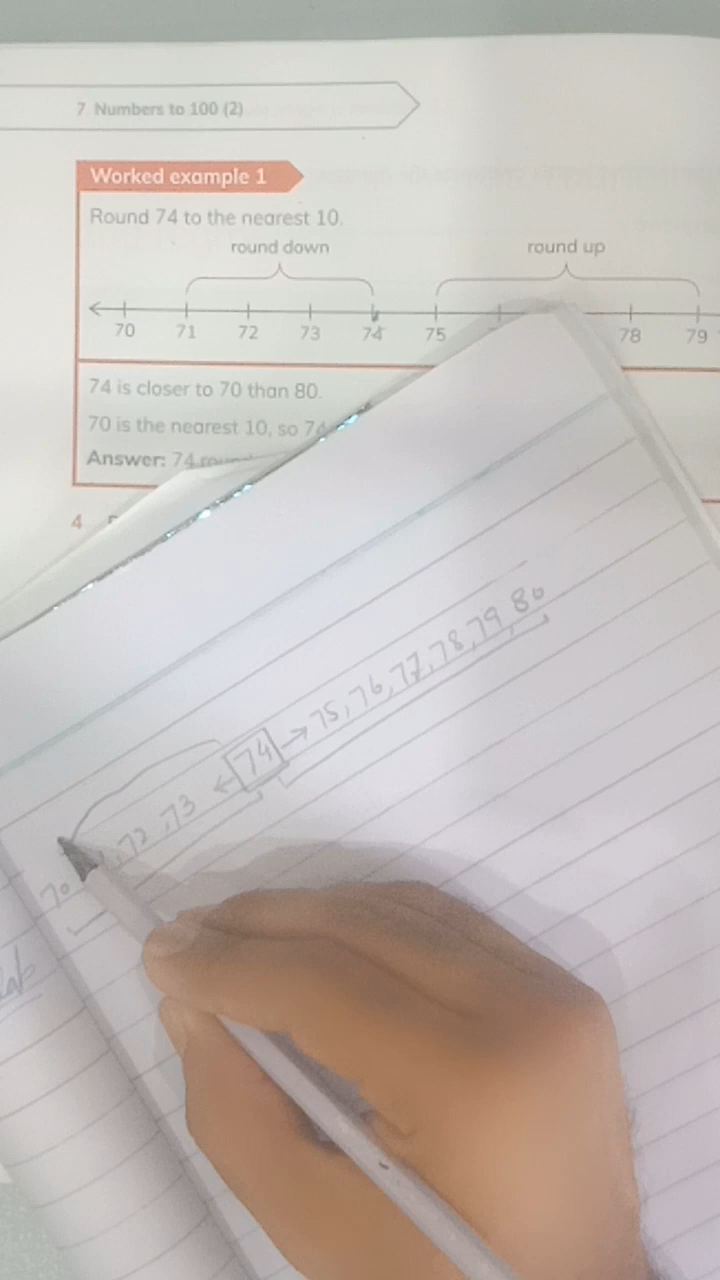 7 Numbers to 100 (2)
Worked example 1
Round 74 to the nearest 10.
round down round up
70 71 72 73 74 75 78 79
74 is closer to 70 than 80.
70 is the nearest 10, so 74
Answer: 74
4
70 , 72 , 73 ← 74 → 75, 76, 77, 78, 79, 80